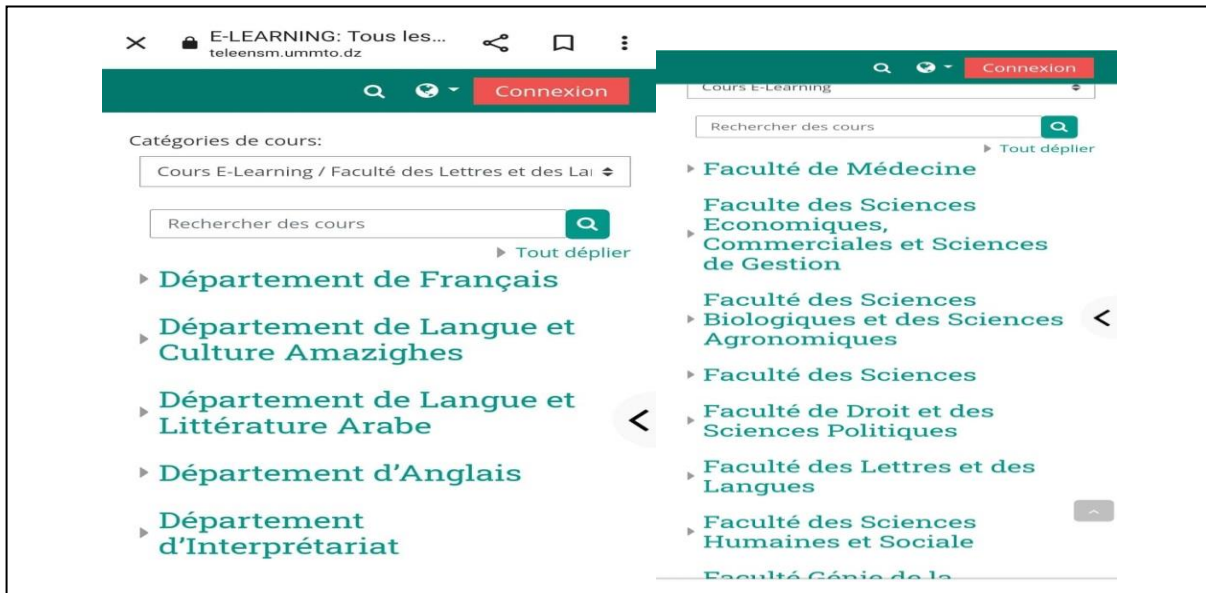 E-LEARNING: Tous les...
teleensm.ummto.dz
Connexion
Catégories de cours:
Cours E-Learning / Faculté des Lettres et des La
Rechercher des cours
Tout déplier
Département de Français
Département de Langue et
Culture Amazighes
Département de Langue et
Littérature Arabe
Département d'Anglais
Département
d'Interprétariat
Connexion
Cours E-Learning
Rechercher des cours
Tout déplier
Faculté de Médecine
Faculte des Sciences
Economiques,
Commerciales et Sciences
de Gestion
Faculté des Sciences
Biologiques et des Sciences
Agronomiques
Faculté des Sciences
Faculté de Droit et des
Sciences Politiques
Faculté des Lettres et des
Langues
Faculté des Sciences
Humaines et Sociale
Faculté Génie de la